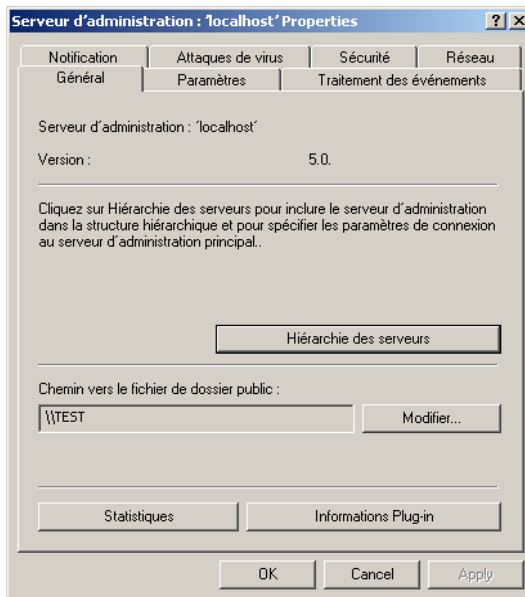 Serveur d´administration : ´localhost´ Properties
Notification Attaques de virus Sécurité Réseau
Général Paramètres Traitement des événements
Serveur d´administration : ´localhost´
Version : 5.0.
Cliquez sur Hiérarchie des serveurs pour inclure le serveur d´administration
dans la structure hiérarchique et pour spécifier les paramètres de connexion
au serveur d´administration principal..
Hiérarchie des serveurs
Chemin vers le fichier de dossier public :
\\TEST Modifier...
Statistiques Informations Plug-in
OK Cancel Apply